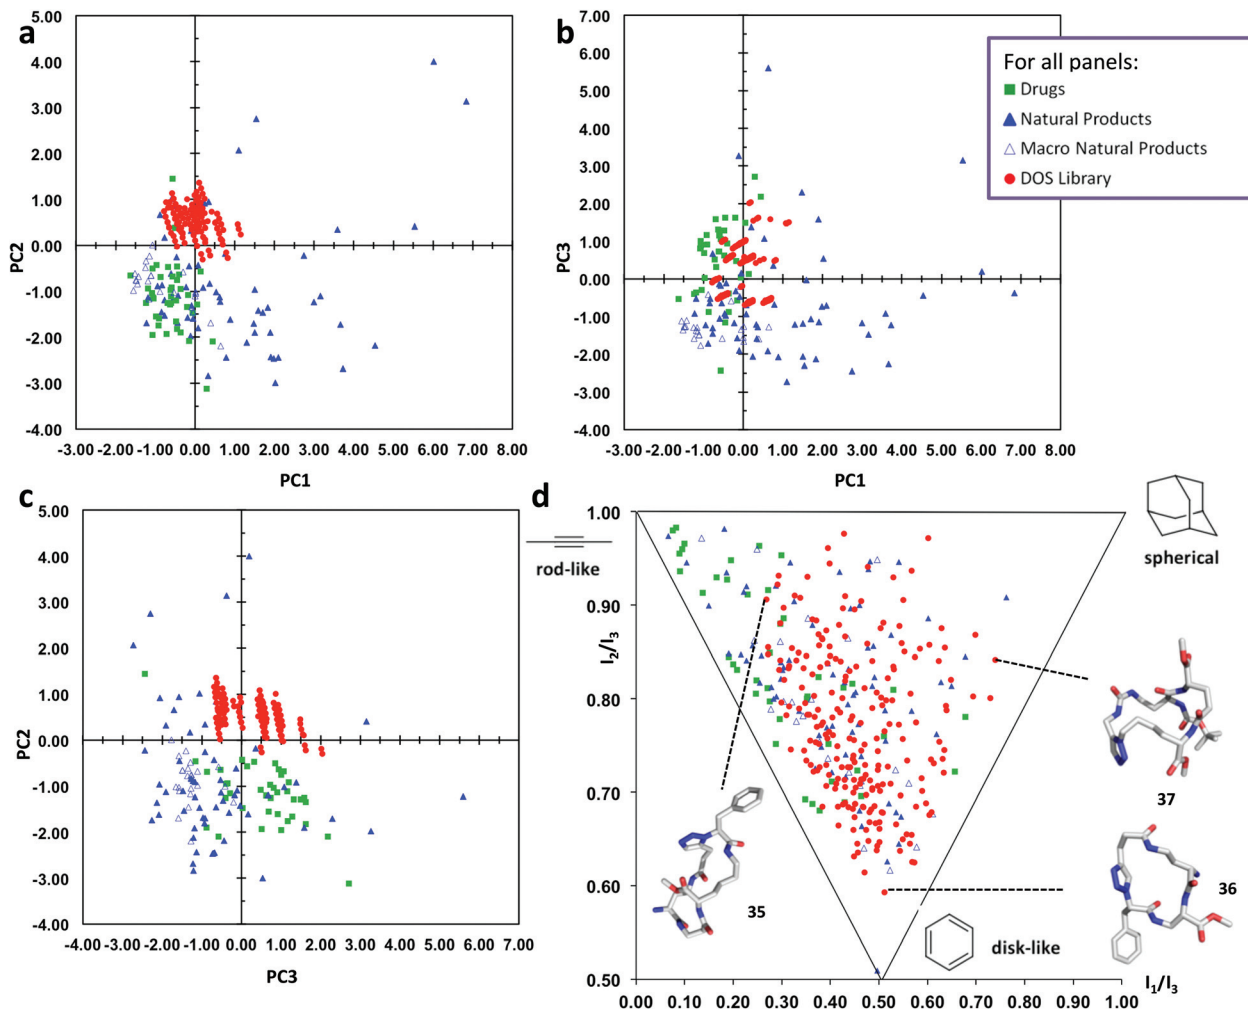 a
5.00
4.00
3.00
2.00
1.00
0.00
-1.00
-2.00
-3.00
-4.00
PC2
-3.00 -2.00 -1.00 0.00 1.00 2.00 3.00 4.00 5.00 6.00 7.00 8.00
PC1
b
7.00
6.00
5.00
4.00
3.00
2.00
1.00
0.00
-1.00
-2.00
-3.00
-4.00
PC3
-3.00 -2.00 -1.00 0.00 1.00 2.00 3.00 4.00 5.00 6.00 7.00 8.00
PC1
For all panels:
Drugs
Natural Products
Macro Natural Products
DOS Library
c
5.00
4.00
3.00
2.00
1.00
0.00
-1.00
-2.00
-3.00
-4.00
PC2
-4.00 -3.00 -2.00 -1.00 0.00 1.00 2.00 3.00 4.00 5.00 6.00 7.00
PC3
d
1.00
0.90
0.80
0.70
0.60
0.50
I2/I3
rod-like
spherical
37
36
35
disk-like
0.00 0.10 0.20 0.30 0.40 0.50 0.60 0.70 0.80 0.90 1.00
I1/I3